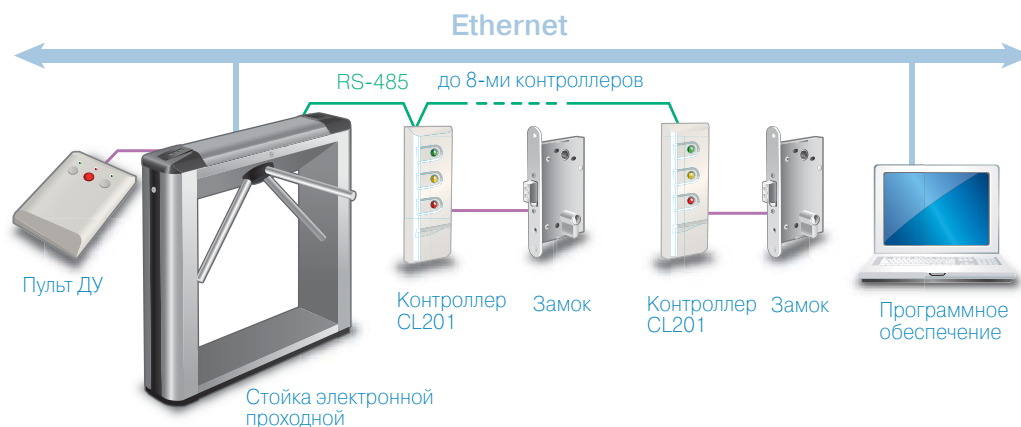 Ethernet
RS-485
до 8-ми контроллеров
Пульт ДУ
Контроллер
CL201
Замок
Контроллер
CL201
Замок
Программное
обеспечение
Стойка электронной
проходной